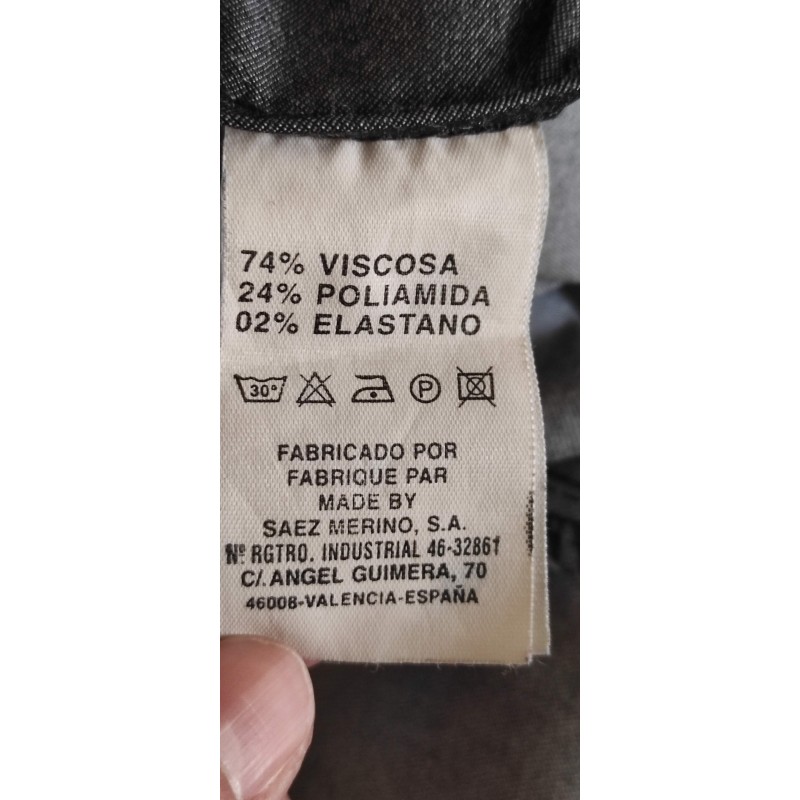 74% VISCOSA
24% POLIAMIDA
02% ELASTANO
30° P
FABRICADO POR
FABRIQUE PAR
MADE BY
SAEZ MERINO, S.A.
Nº RGTRO. INDUSTRIAL 46-32861
C/. ANGEL GUIMERA, 70
46008-VALENCIA-ESPAÑA